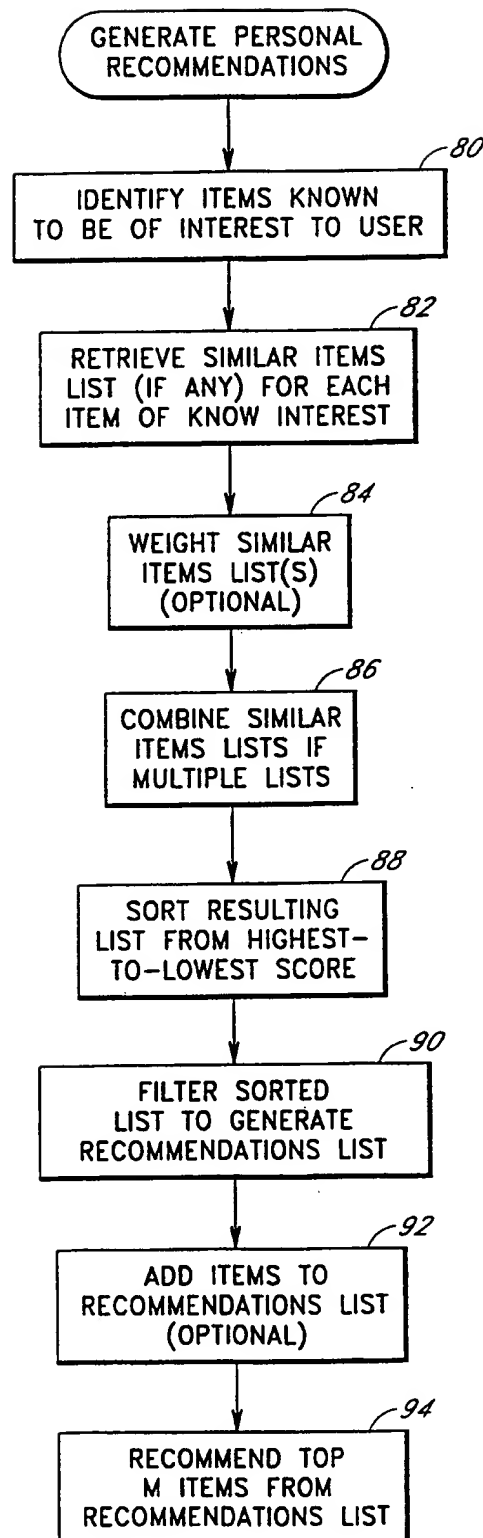 GENERATE PERSONAL
RECOMMENDATIONS
80
IDENTIFY ITEMS KNOWN
TO BE OF INTEREST TO USER
82
RETRIEVE SIMILAR ITEMS
LIST (IF ANY) FOR EACH
ITEM OF KNOW INTEREST
84
WEIGHT SIMILAR
ITEMS LIST(S)
(OPTIONAL)
86
COMBINE SIMILAR
ITEMS LISTS IF
MULTIPLE LISTS
88
SORT RESULTING
LIST FROM HIGHEST-
TO-LOWEST SCORE
90
FILTER SORTED
LIST TO GENERATE
RECOMMENDATIONS LIST
92
ADD ITEMS TO
RECOMMENDATIONS LIST
(OPTIONAL)
94
RECOMMEND TOP
M ITEMS FROM
RECOMMENDATIONS LIST